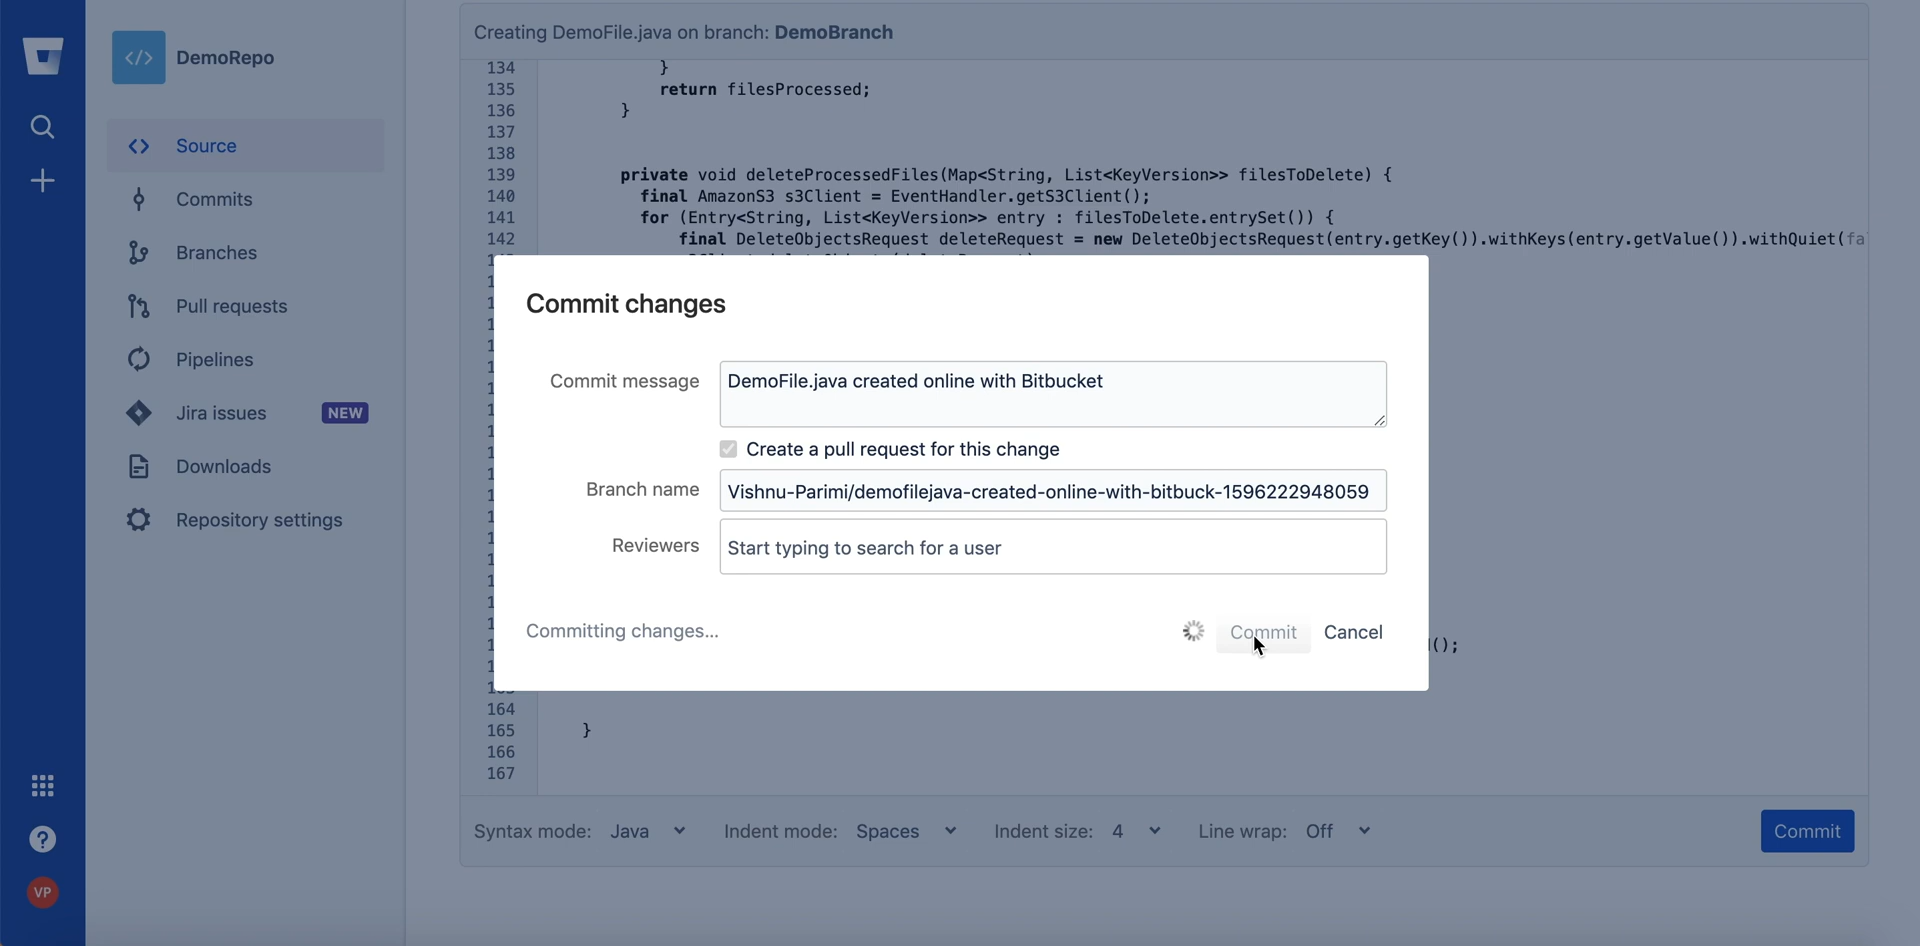 DemoRepo
Source
Commits
Branches
Pull requests
Pipelines
Jira issues NEW
Downloads
Repository settings
VP
Creating DemoFile.java on branch: DemoBranch
134 }
135 return filesProcessed;
136 }
137
138
139 private void deleteProcessedFiles(Map<String, List<KeyVersion>> filesToDelete) {
140 final AmazonS3 s3Client = EventHandler.getS3Client();
141 for (Entry<String, List<KeyVersion>> entry : filesToDelete.entrySet()) {
142 final DeleteObjectsRequest deleteRequest = new DeleteObjectsRequest(entry.getKey()).withKeys(entry.getValue()).withQuiet(fa
Commit changes
Commit message DemoFile.java created online with Bitbucket
Create a pull request for this change
Branch name Vishnu-Parimi/demofilejava-created-online-with-bitbuck-1596222948059
Reviewers Start typing to search for a user
Committing changes... Commit Cancel
();
164
165 }
166
167
Syntax mode: Java Indent mode: Spaces Indent size: 4 Line wrap: Off Commit